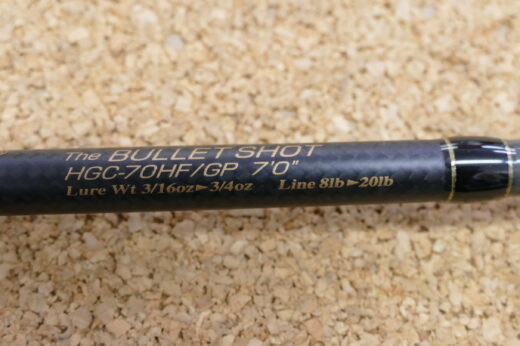 The BULLET SHOT
HGC-70HF/GP 7'0"
Lure Wt 3/16oz►3/4oz Line 8lb►20lb